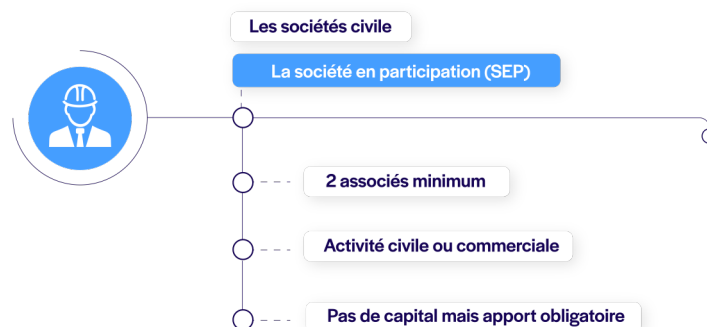 Les sociétés civile
La société en participation (SEP)
2 associés minimum
Activité civile ou commerciale
Pas de capital mais apport obligatoire